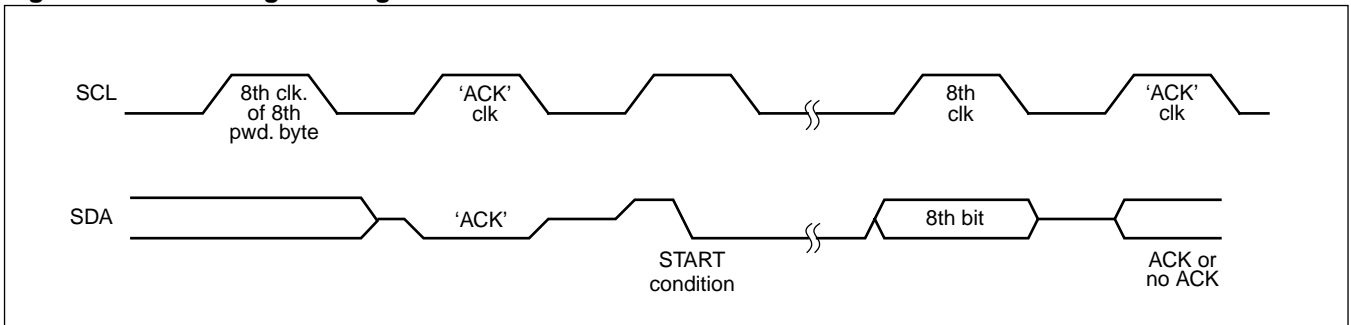 SCL
8th clk.
of 8th
pwd. byte
‘ACK’
clk
8th
clk
‘ACK’
clk
SDA
‘ACK’
8th bit
START
condition
ACK or
no ACK